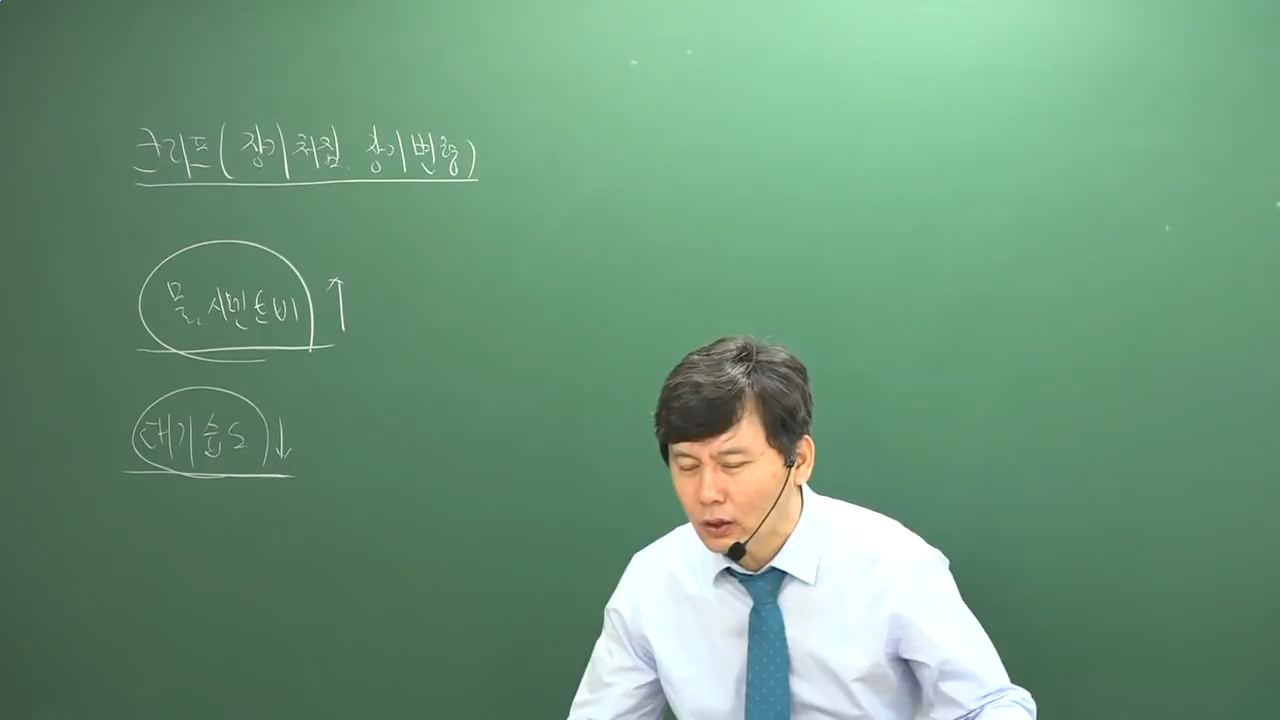 크리프(장기처짐, 장기변형)
물, 시멘트비 ↑
대기습도 ↓